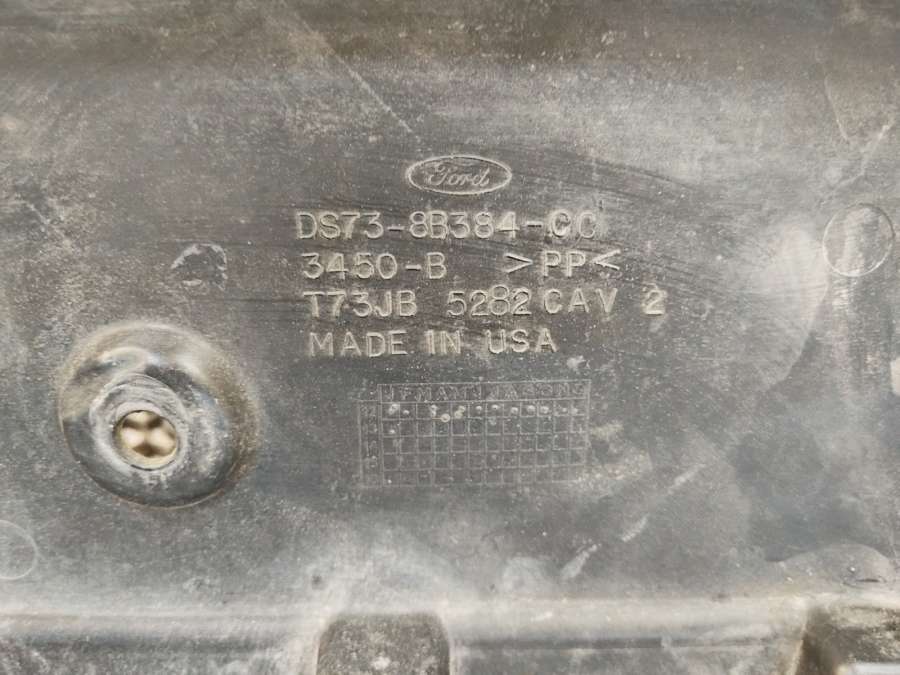 Ford
DS73-8B384-CC
3450-B >PP<
T73JB 5282 CAV 2
MADE IN USA